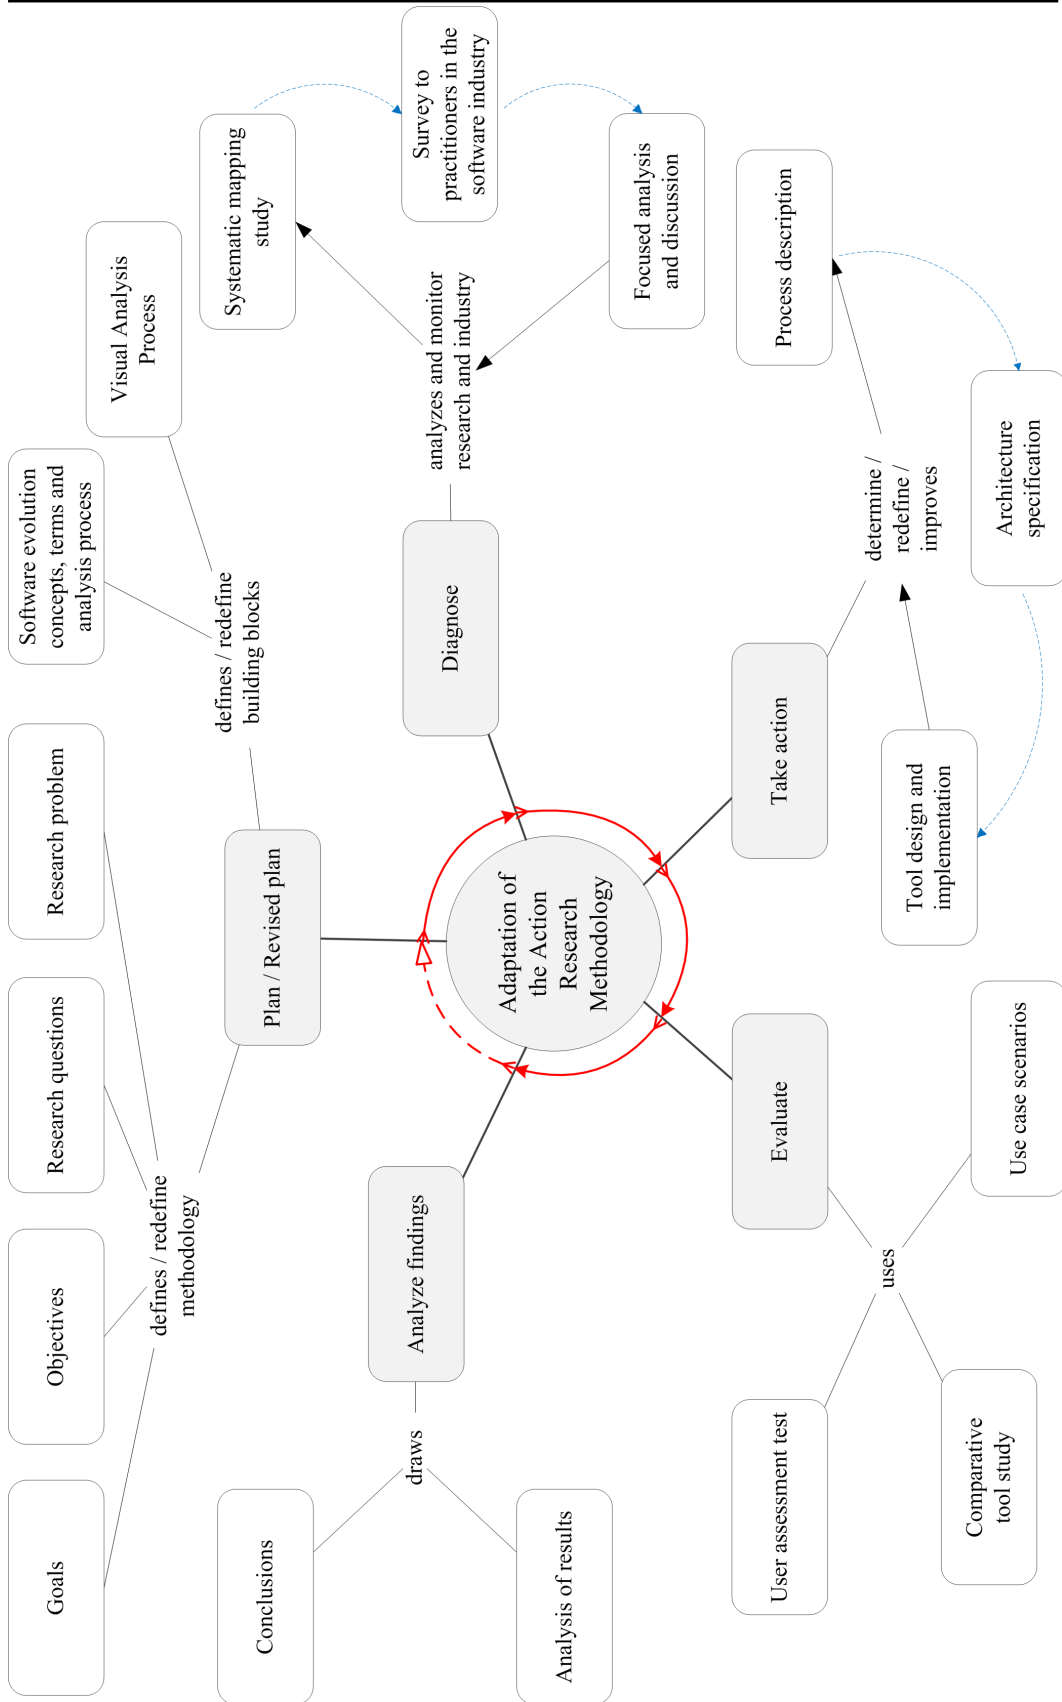 Goals
Objectives
Research questions
Research problem
Software evolution
concepts, terms and
analysis process
Visual Analysis
Process
defines / redefine
methodology
defines / redefine
building blocks
Plan / Revised plan
Systematic mapping
study
Survey to
practitioners in the
software industry
Focused analysis
and discussion
analyzes and monitor
research and industry
Diagnose
Adaptation of
the Action
Research
Methodology
Conclusions
draws
Analyze findings
Analysis of results
Take action
determine /
redefine /
improves
Process description
Architecture
specification
Tool design and
implementation
Evaluate
uses
User assessment test
Comparative
tool study
Use case scenarios